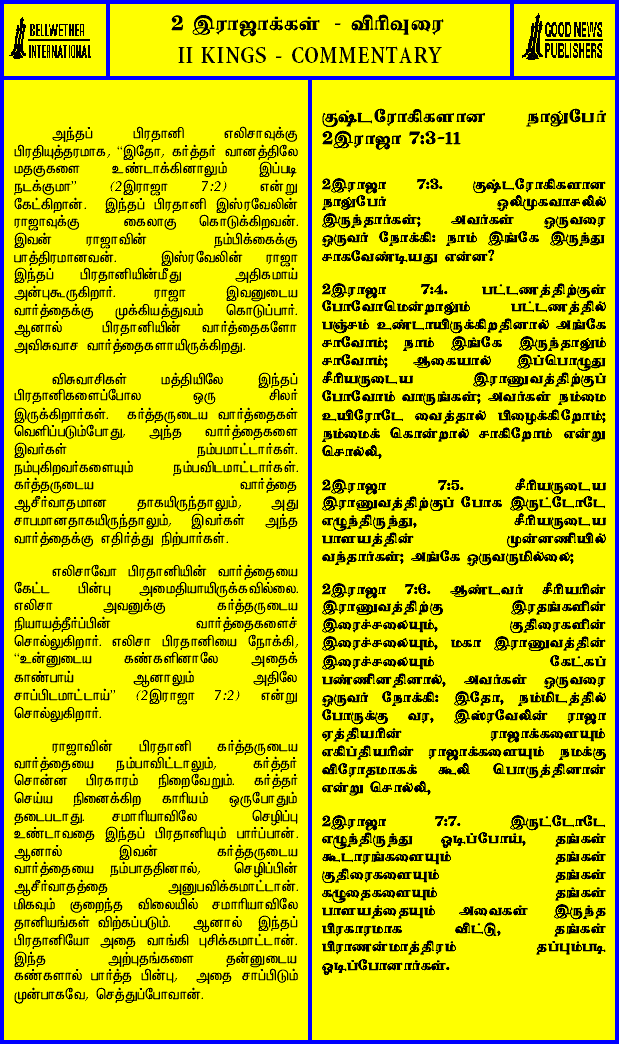 BELLWETHER
INTERNATIONAL
2 இராஜாக்கள் - விரிவுரை
II KINGS - COMMENTARY
GOOD NEWS
PUBLISHERS
அந்தப் பிரதானி எலிசாவுக்கு
பிரதியுத்தரமாக, “இதோ, கர்த்தர் வானத்திலே
மதகுகளை உண்டாக்கினாலும் இப்படி
நடக்குமா” (2இராஜா 7:2) என்று
கேட்கிறான். இந்தப் பிரதானி இஸ்ரவேலின்
ராஜாவுக்கு கைலாகு கொடுக்கிறவன்.
இவன் ராஜாவின் நம்பிக்கைக்கு
பாத்திரமானவன். இஸ்ரவேலின் ராஜா
இந்தப் பிரதானியின்மீது அதிகமாய்
அன்புகூருகிறார். ராஜா இவனுடைய
வார்த்தைக்கு முக்கியத்துவம் கொடுப்பார்.
ஆனால் பிரதானியின் வார்த்தைகளோ
அவிசுவாச வார்த்தைகளாயிருக்கிறது.
விசுவாசிகள் மத்தியிலே இந்தப்
பிரதானிகளைப்போல ஒரு சிலர்
இருக்கிறார்கள். கர்த்தருடைய வார்த்தைகள்
வெளிப்படும்போது, அந்த வார்த்தைகளை
இவர்கள் நம்பமாட்டார்கள்.
நம்புகிறவர்களையும் நம்பவிடமாட்டார்கள்.
கர்த்தருடைய வார்த்தை
ஆசீர்வாதமான தாகயிருந்தாலும், அது
சாபமானதாகயிருந்தாலும், இவர்கள் அந்த
வார்த்தைக்கு எதிர்த்து நிற்பார்கள்.
எலிசாவோ பிரதானியின் வார்த்தையை
கேட்ட பின்பு அமைதியாயிருக்கவில்லை.
எலிசா அவனுக்கு கர்த்தருடைய
நியாயத்தீர்ப்பின் வார்த்தைகளைச்
சொல்லுகிறார். எலிசா பிரதானியை நோக்கி,
“உன்னுடைய கண்களினாலே அதைக்
காண்பாய் ஆனாலும் அதிலே
சாப்பிடமாட்டாய்” (2இராஜா 7:2) என்று
சொல்லுகிறார்.
ராஜாவின் பிரதானி கர்த்தருடைய
வார்த்தையை நம்பாவிட்டாலும், கர்த்தர்
சொன்ன பிரகாரம் நிறைவேறும். கர்த்தர்
செய்ய நினைக்கிற காரியம் ஒருபோதும்
தடைபடாது. சமாரியாவிலே செழிப்பு
உண்டாவதை இந்தப் பிரதானியும் பார்ப்பான்.
ஆனால் இவன் கர்த்தருடைய
வார்த்தையை நம்பாததினால், செழிப்பின்
ஆசீர்வாதத்தை அனுபவிக்கமாட்டான்.
மிகவும் குறைந்த விலையில் சமாரியாவிலே
தானியங்கள் விற்கப்படும். ஆனால் இந்தப்
பிரதானியோ அதை வாங்கி புசிக்கமாட்டான்.
இந்த அற்புதங்களை தன்னுடைய
கண்களால் பார்த்த பின்பு, அதை சாப்பிடும்
முன்பாகவே, செத்துப்போவான்.
குஷ்டரோகிகளான நாலுபேர்
2இராஜா 7:3-11
2இராஜா 7:3. குஷ்டரோகிகளான
நாலுபேர் ஒலிமுகவாசலில்
இருந்தார்கள்; அவர்கள் ஒருவரை
ஒருவர் நோக்கி: நாம் இங்கே இருந்து
சாகவேண்டியது என்ன?
2இராஜா 7:4. பட்டணத்திற்குள்
போவோமென்றாலும் பட்டணத்தில்
பஞ்சம் உண்டாயிருக்கிறதினால் அங்கே
சாவோம்; நாம் இங்கே இருந்தாலும்
சாவோம்; ஆகையால் இப்பொழுது
சீரியருடைய இராணுவத்திற்குப்
போவோம் வாருங்கள்; அவர்கள் நம்மை
உயிரோடே வைத்தால் பிழைக்கிறோம்;
நம்மைக் கொன்றால் சாகிறோம் என்று
சொல்லி,
2இராஜா 7:5. சீரியருடைய
இராணுவத்திற்குப் போக இருட்டோடே
எழுந்திருந்து, சீரியருடைய
பாளயத்தின் முன்னணியில்
வந்தார்கள்; அங்கே ஒருவருமில்லை;
2இராஜா 7:6. ஆண்டவர் சீரியரின்
இராணுவத்திற்கு இரதங்களின்
இரைச்சலையும், குதிரைகளின்
இரைச்சலையும், மகா இராணுவத்தின்
இரைச்சலையும் கேட்கப்
பண்ணினதினால், அவர்கள் ஒருவரை
ஒருவர் நோக்கி: இதோ, நம்மிடத்தில்
போருக்கு வர, இஸ்ரவேலின் ராஜா
ஏத்தியரின் ராஜாக்களையும்
எகிப்தியரின் ராஜாக்களையும் நமக்கு
விரோதமாகக் கூலி பொருத்தினான்
என்று சொல்லி,
2இராஜா 7:7. இருட்டோடே
எழுந்திருந்து ஓடிப்போய், தங்கள்
கூடாரங்களையும் தங்கள்
குதிரைகளையும் தங்கள்
கழுதைகளையும் தங்கள்
பாளயத்தையும் அவைகள் இருந்த
பிரகாரமாக விட்டு, தங்கள்
பிராணன்மாத்திரம் தப்பும்படி
ஓடிப்போனார்கள்.